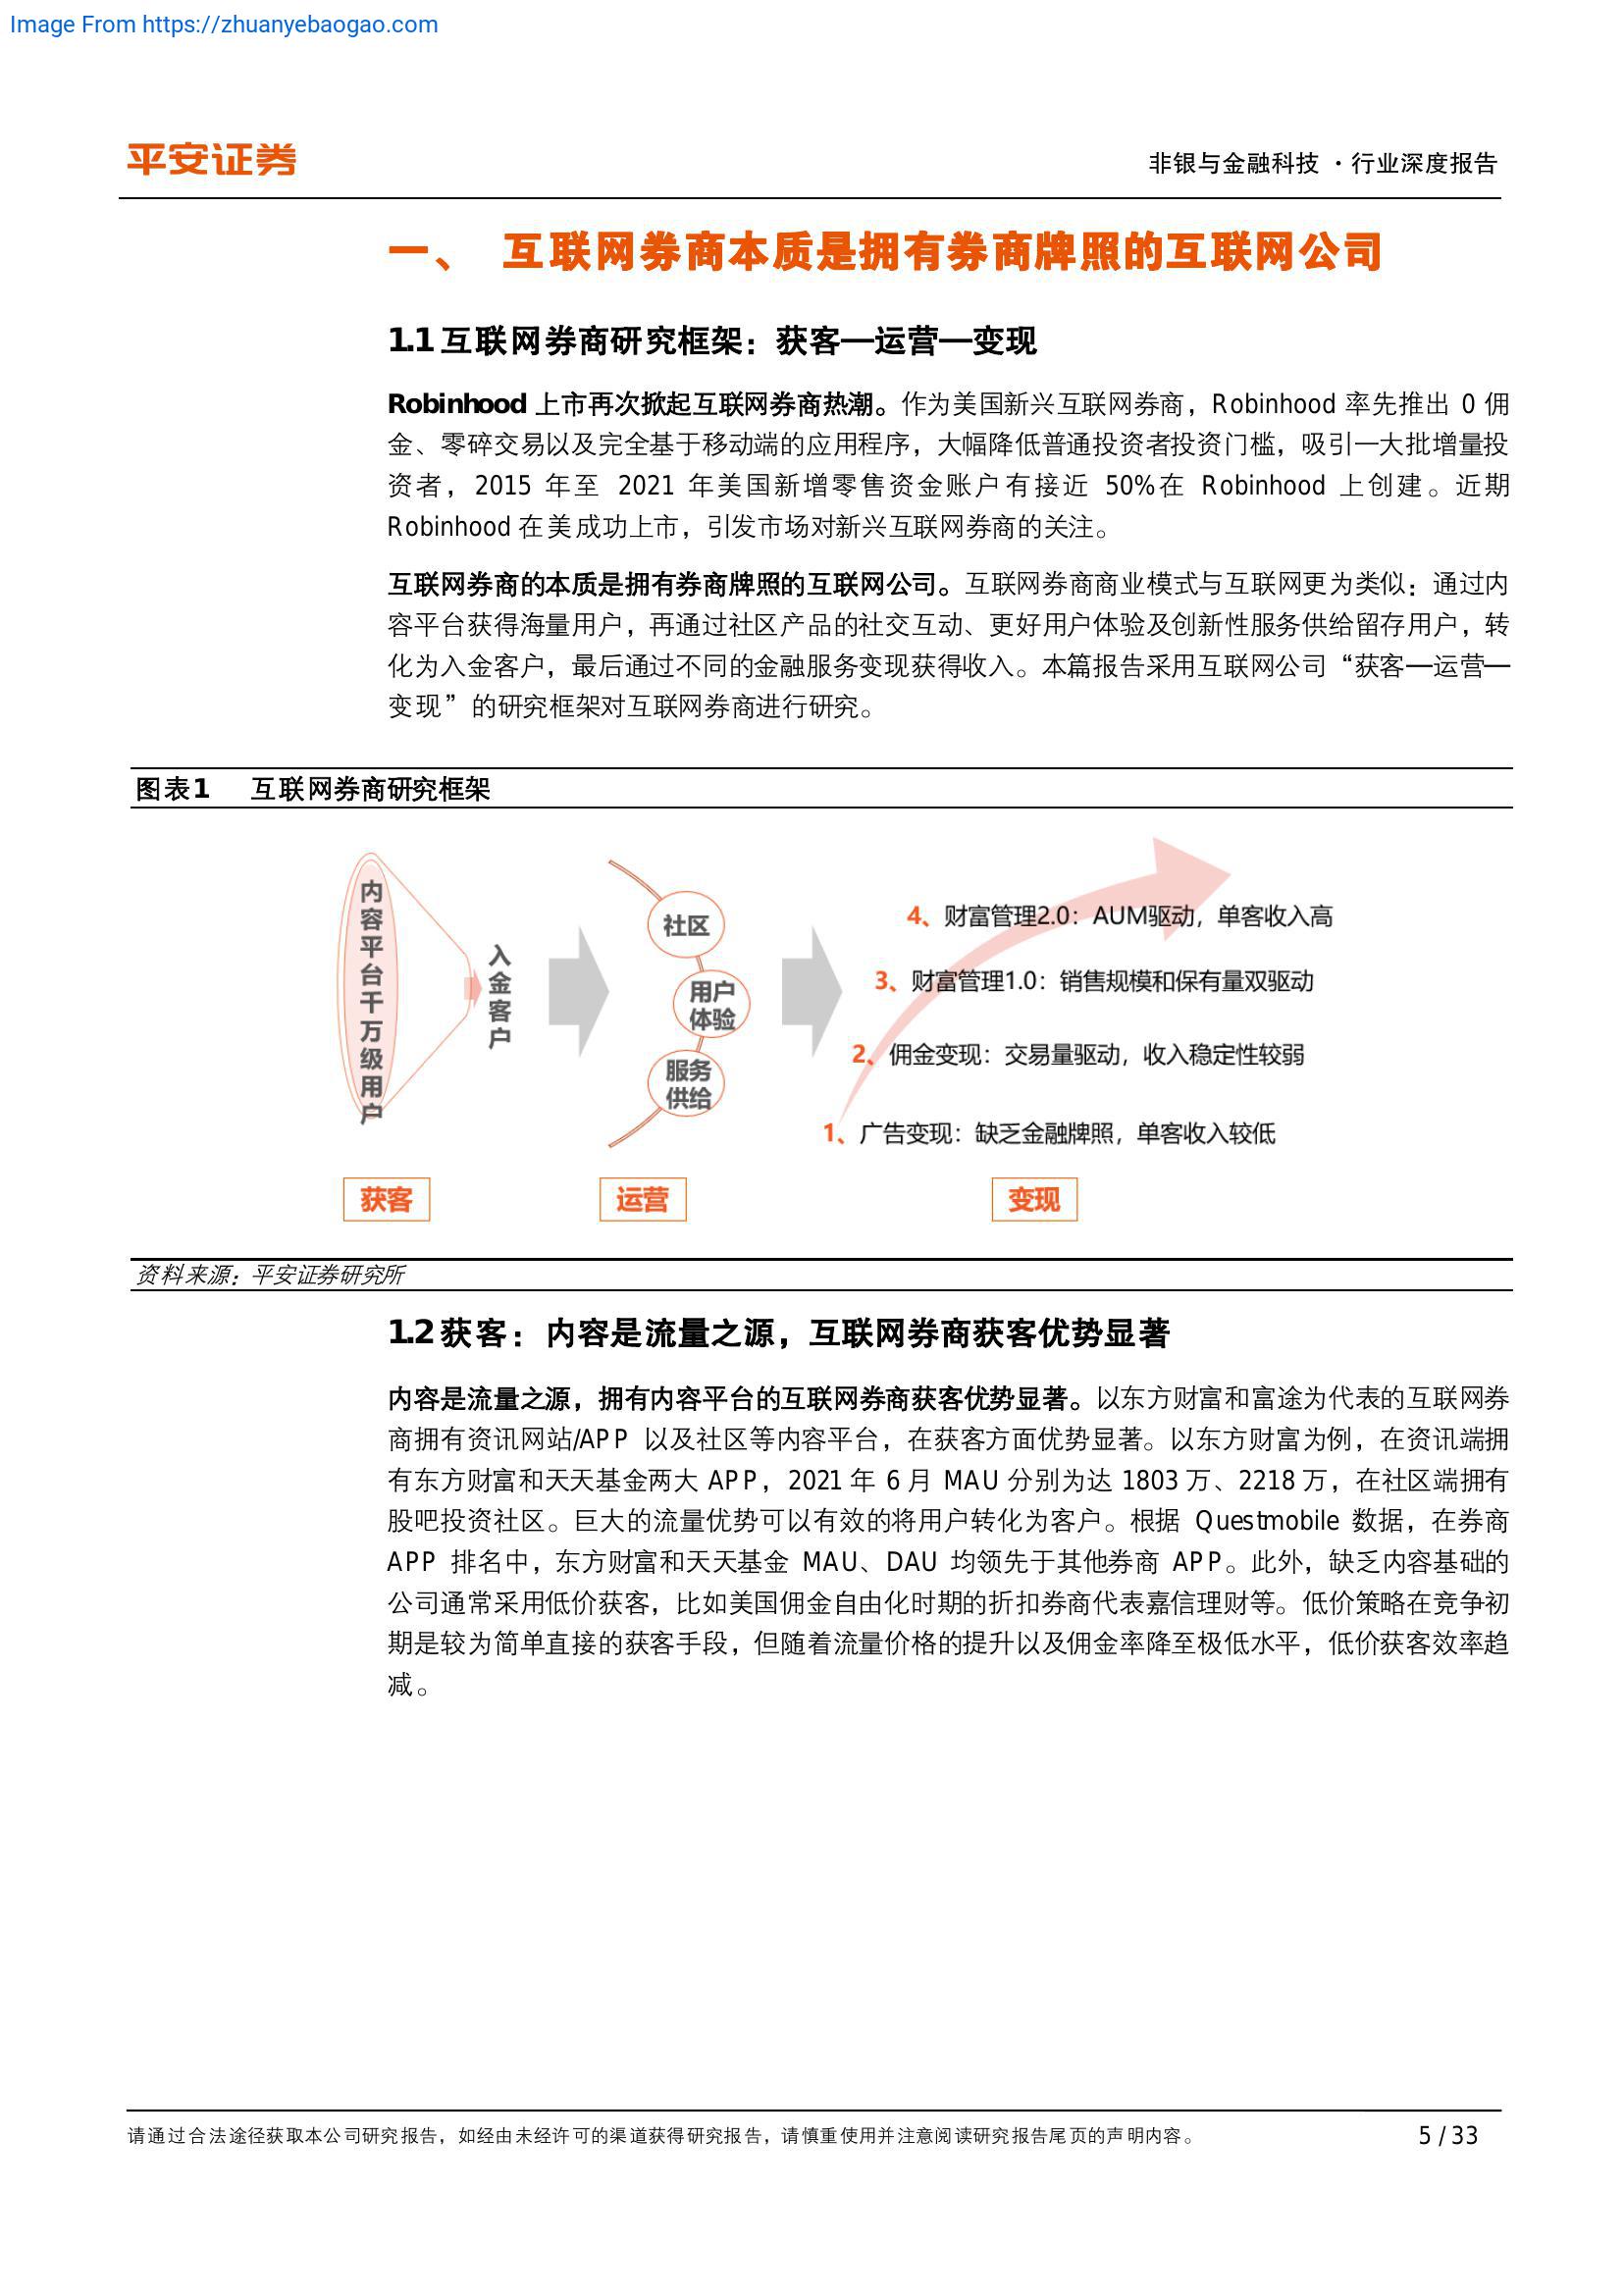 Image From https://zhuanyebaogao.com
平安证券
非银与金融科技 · 行业深度报告
一、 互联网券商本质是拥有券商牌照的互联网公司
1.1 互联网券商研究框架：获客—运营—变现
Robinhood 上市再次掀起互联网券商热潮。作为美国新兴互联网券商，Robinhood 率先推出 0 佣
金、零碎交易以及完全基于移动端的应用程序，大幅降低普通投资者投资门槛，吸引一大批增量投
资者，2015 年至 2021 年美国新增零售资金账户有接近 50%在 Robinhood 上创建。近期
Robinhood 在美成功上市，引发市场对新兴互联网券商的关注。
互联网券商的本质是拥有券商牌照的互联网公司。互联网券商商业模式与互联网更为类似：通过内
容平台获得海量用户，再通过社区产品的社交互动、更好用户体验及创新性服务供给留存用户，转
化为入金客户，最后通过不同的金融服务变现获得收入。本篇报告采用互联网公司“获客—运营—
变现”的研究框架对互联网券商进行研究。
图表1 互联网券商研究框架
内容平台千万级用户
入金客户
社区
用户
体验
服务
供给
4、财富管理2.0：AUM驱动，单客收入高
3、财富管理1.0：销售规模和保有量双驱动
2、佣金变现：交易量驱动，收入稳定性较弱
1、广告变现：缺乏金融牌照，单客收入较低
获客
运营
变现
资料来源：平安证券研究所
1.2 获客：内容是流量之源，互联网券商获客优势显著
内容是流量之源，拥有内容平台的互联网券商获客优势显著。以东方财富和富途为代表的互联网券
商拥有资讯网站/APP 以及社区等内容平台，在获客方面优势显著。以东方财富为例，在资讯端拥
有东方财富和天天基金两大 APP，2021 年 6 月 MAU 分别为达 1803 万、2218 万，在社区端拥有
股吧投资社区。巨大的流量优势可以有效的将用户转化为客户。根据 Questmobile 数据，在券商
APP 排名中，东方财富和天天基金 MAU、DAU 均领先于其他券商 APP。此外，缺乏内容基础的
公司通常采用低价获客，比如美国佣金自由化时期的折扣券商代表嘉信理财等。低价策略在竞争初
期是较为简单直接的获客手段，但随着流量价格的提升以及佣金率降至极低水平，低价获客效率趋
减。
请通过合法途径获取本公司研究报告，如经由未经许可的渠道获得研究报告，请慎重使用并注意阅读研究报告尾页的声明内容。
5 / 33